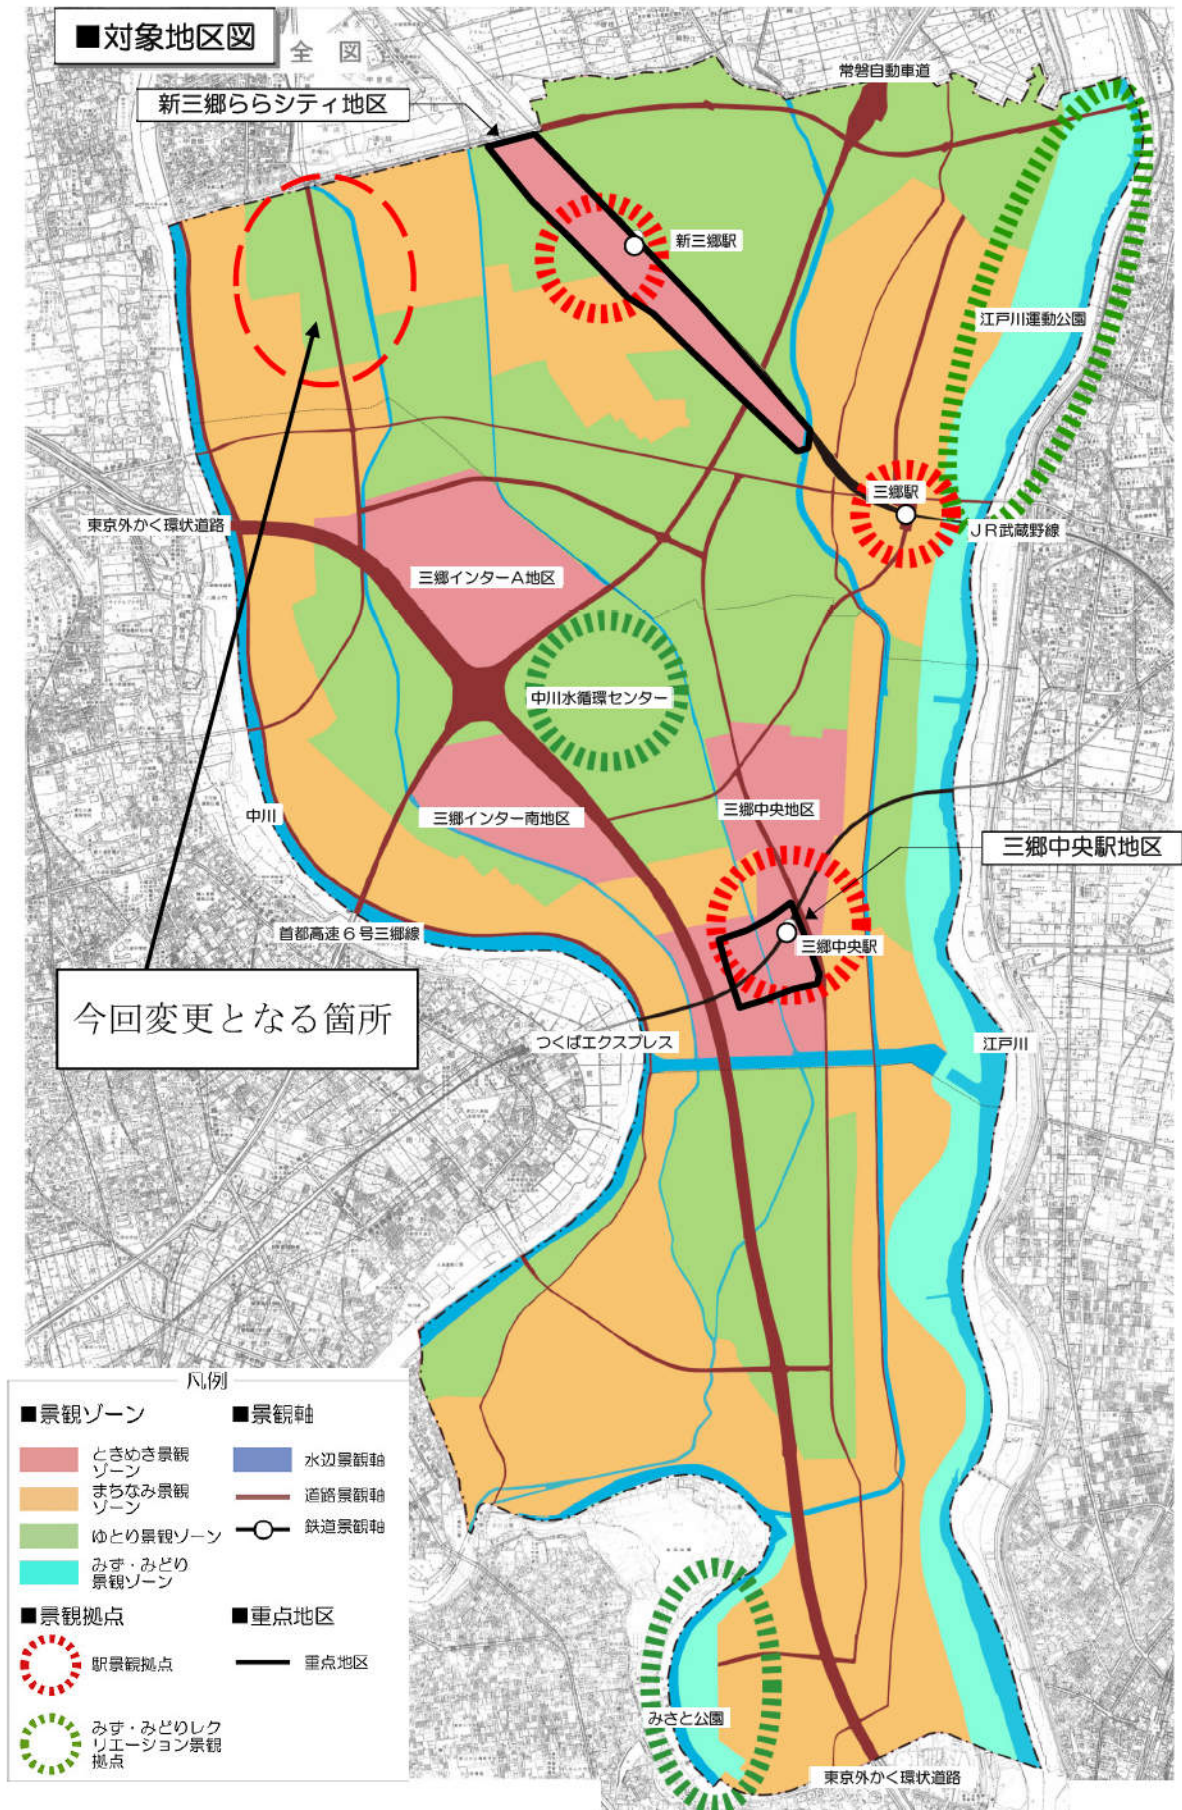 ■対象地区図
全 図
常磐自動車道
新三郷ららシティ地区
新三郷駅
江戸川運動公園
三郷駅
東京外かく環状道路
JR武蔵野線
三郷インターA地区
中川水循環センター
中川
三郷インター南地区
三郷中央地区
三郷中央駅地区
首都高速6号三郷線
三郷中央駅
今回変更となる箇所
つくばエクスプレス
江戸川
凡例
■景観ゾーン
ときめき景観
ゾーン
まちなみ景観
ゾーン
ゆとり景観ゾーン
みず・みどり
景観ゾーン
■景観軸
水辺景観軸
道路景観軸
鉄道景観軸
■景観拠点
駅景観拠点
みず・みどりレク
リエーション景観
拠点
■重点地区
重点地区
みさと公園
東京外かく環状道路